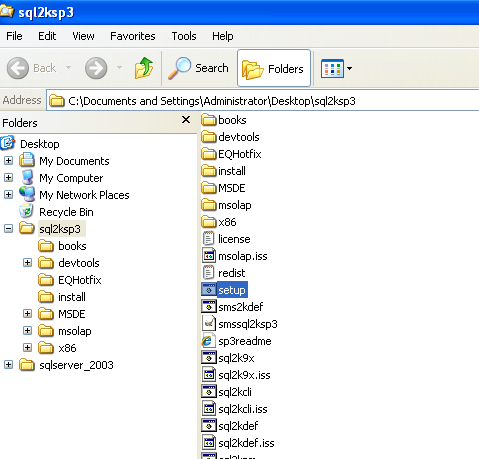 sql2ksp3
File Edit View Favorites Tools Help
Back Search Folders
Address C:\Documents and Settings\Administrator\Desktop\sql2ksp3
Folders
Desktop
My Documents
My Computer
My Network Places
Recycle Bin
sql2ksp3
books
devtools
EQHotfix
install
MSDE
msolap
x86
sqlserver_2003
books
devtools
EQHotfix
install
MSDE
msolap
x86
license
msolap.iss
redist
setup
sms2kdef
smssql2ksp3
sp3readme
sql2k9x
sql2k9x.iss
sql2kcli
sql2kcli.iss
sql2kdef
sql2kdef.iss